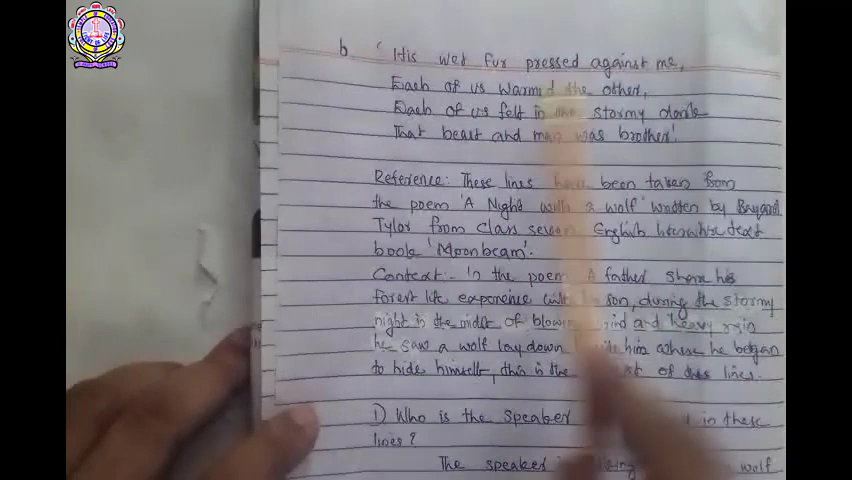 b 'His wet fur pressed against me,
Each of us warmed the other,
Each of us felt in the stormy dark
That beast and man was brother'.
Reference: These lines have been taken from
the poem 'A Night with a wolf' written by Bayard
Tylor from class seven English literature text
book 'Moonbeam'.
Context:- In the poem A father share his
forest life experience with son, during the stormy
night in the midst of blowing wind and heavy rain
he saw a wolf lay down him where he began
to hide himself, this is the of this lines.
1) Who is the speaker in these
lines?
The speaker is wolf